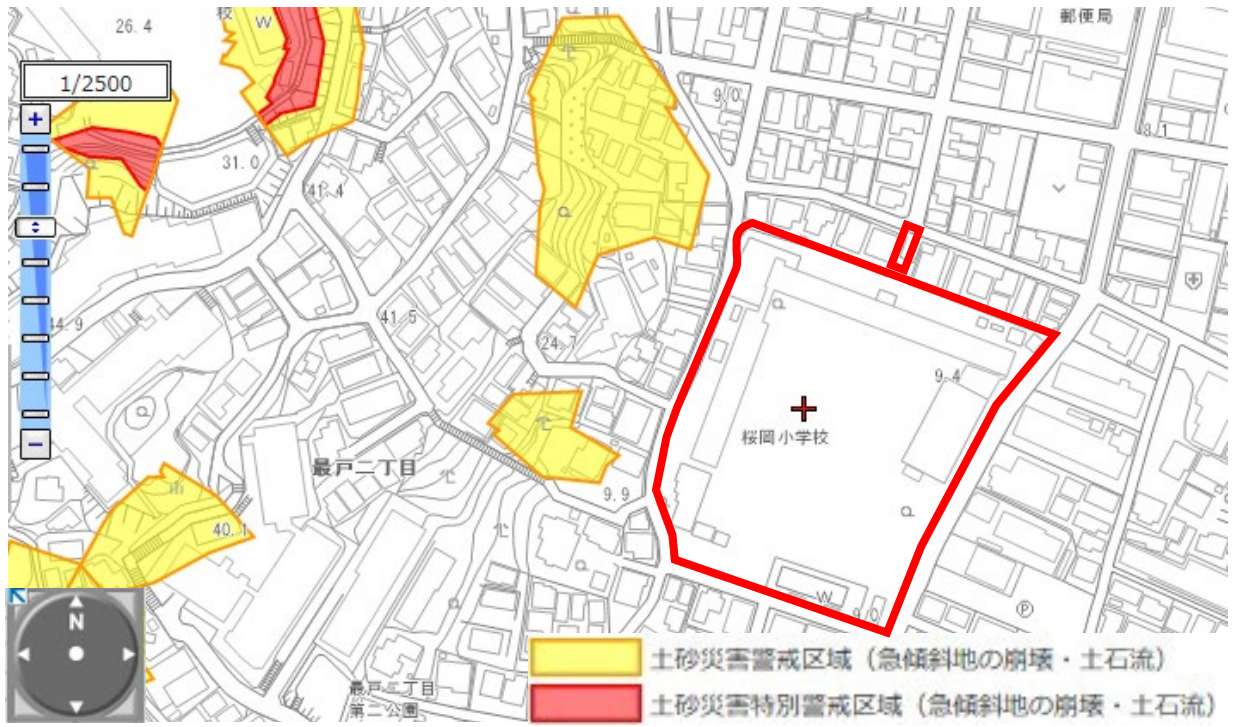 郵便局
校
W
26.4
1/2500
+
9.0
8.1
31.0
41.4
44.9
41.5
24.7
9.4
桜岡小学校
最戸二丁目
9.9
40.1
P
W
9.0
N
土砂災害警戒区域（急傾斜地の崩壊・土石流）
最戸二丁目
第二公園
土砂災害特別警戒区域（急傾斜地の崩壊・土石流）